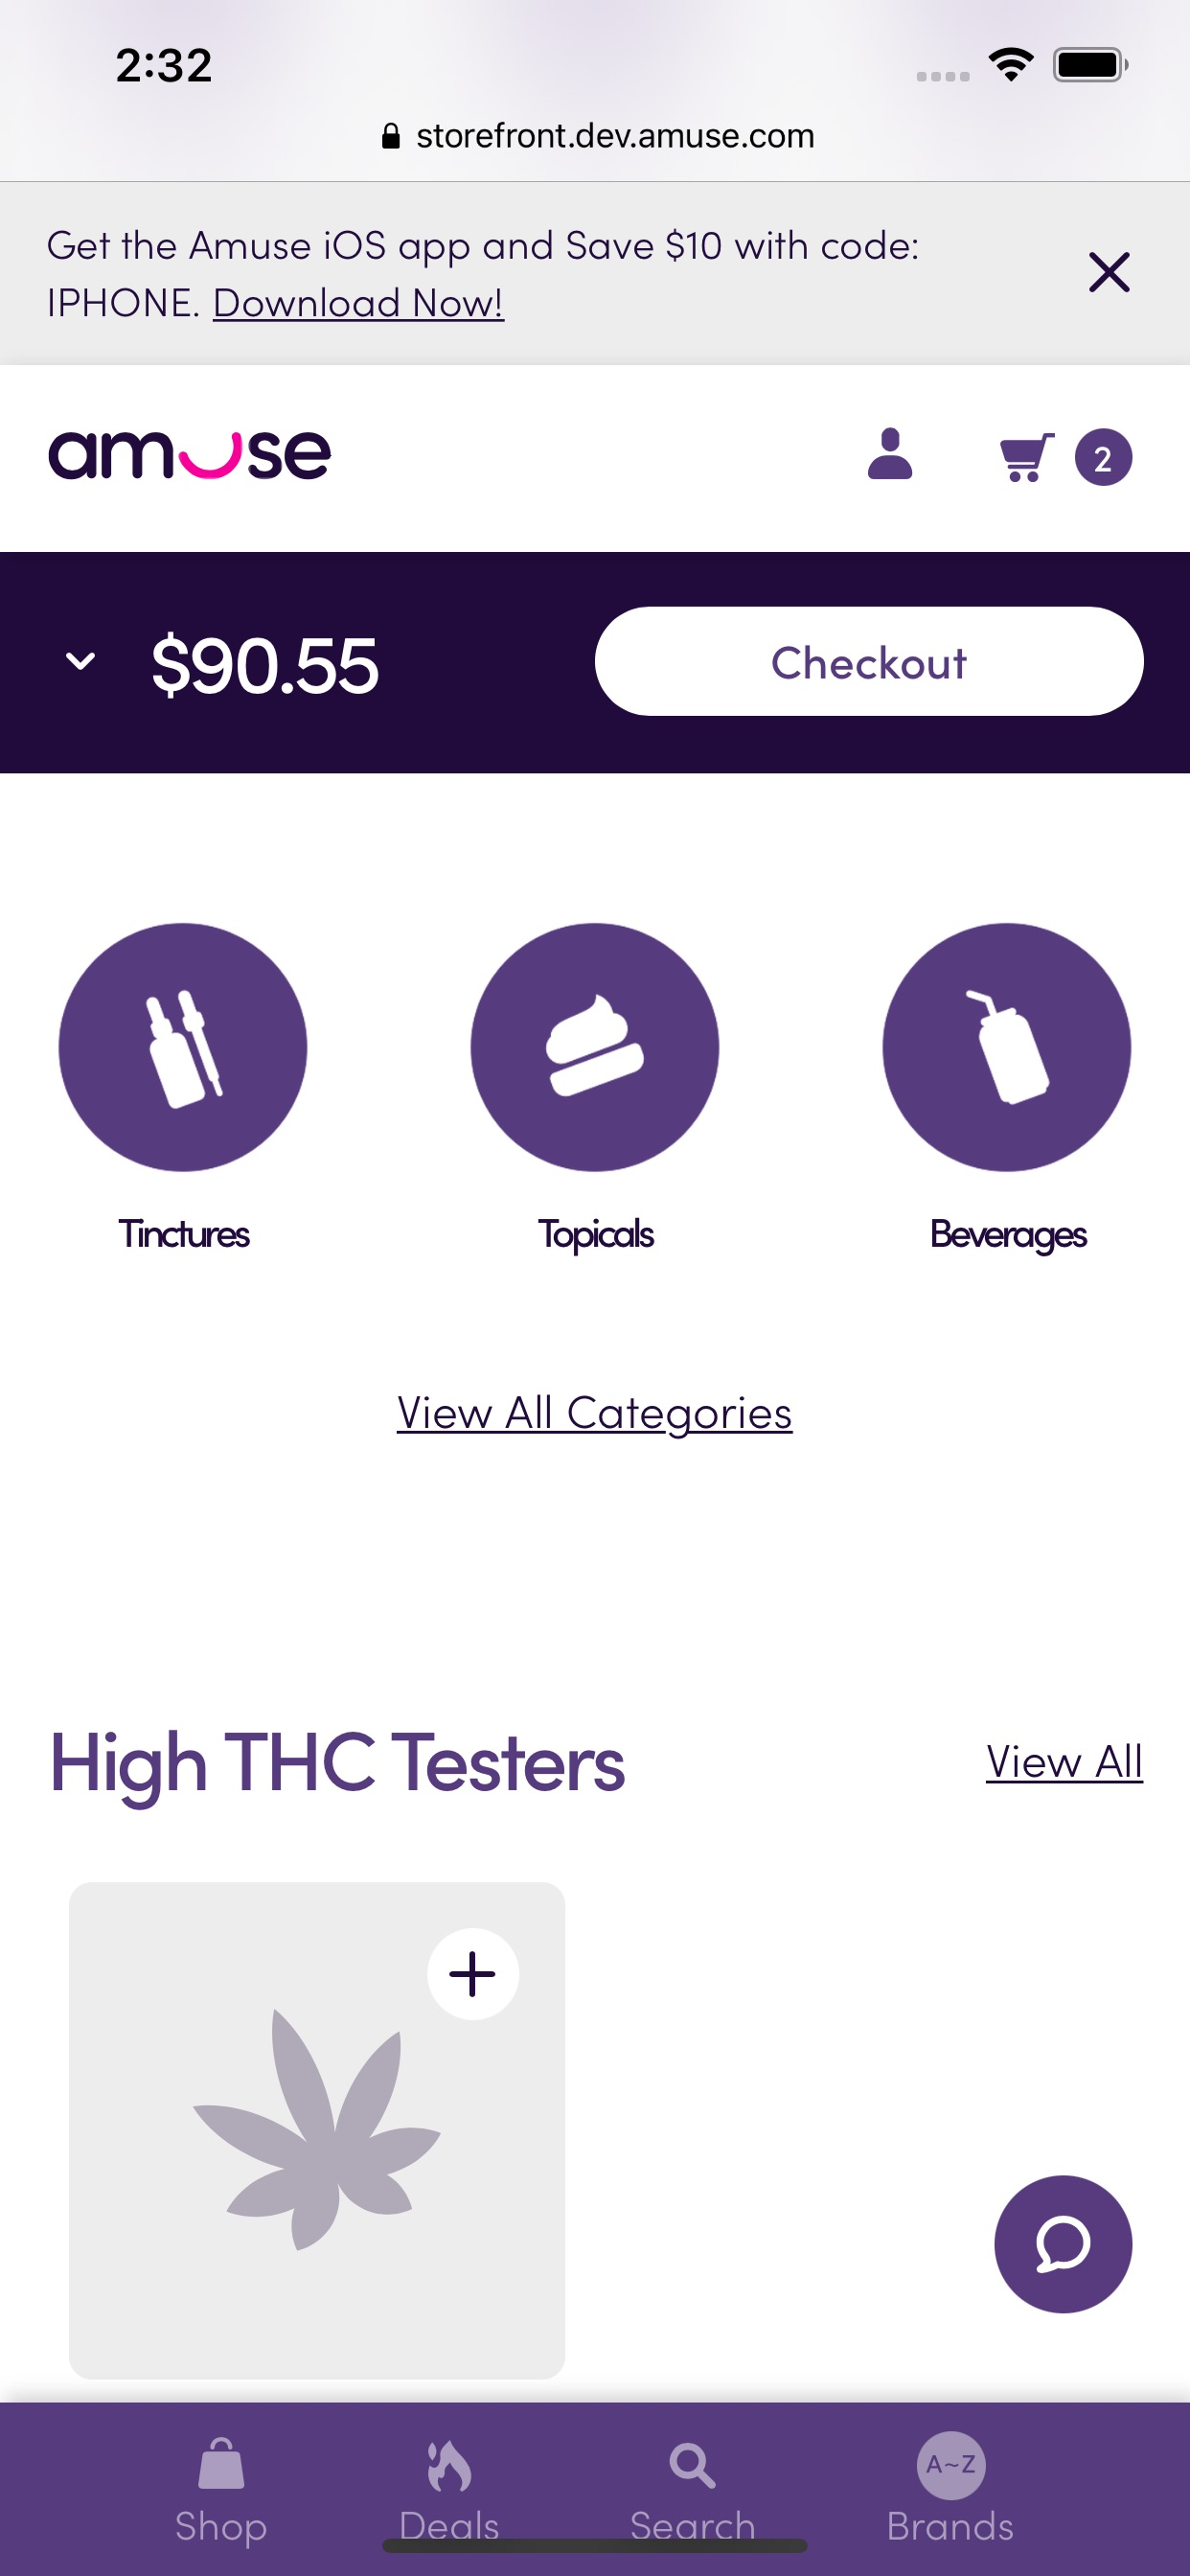 2:32
storefront.dev.amuse.com
Get the Amuse iOS app and Save $10 with code:
IPHONE. Download Now!
amuse
2
$90.55
Checkout
Tinctures
Topicals
Beverages
View All Categories
High THC Testers
View All
A~Z
Shop
Deals
Search
Brands